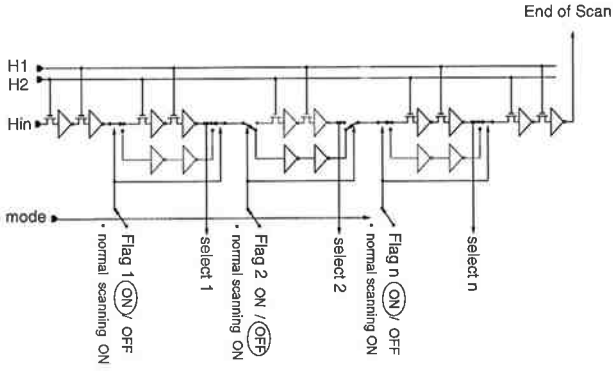 End of Scan
H1
H2
Hin
mode
Flag 1 ON / OFF
• normal scanning ON
select 1
Flag 2 ON / OFF
• normal scanning ON
select 2
Flag n ON / OFF
• normal scanning ON
select n